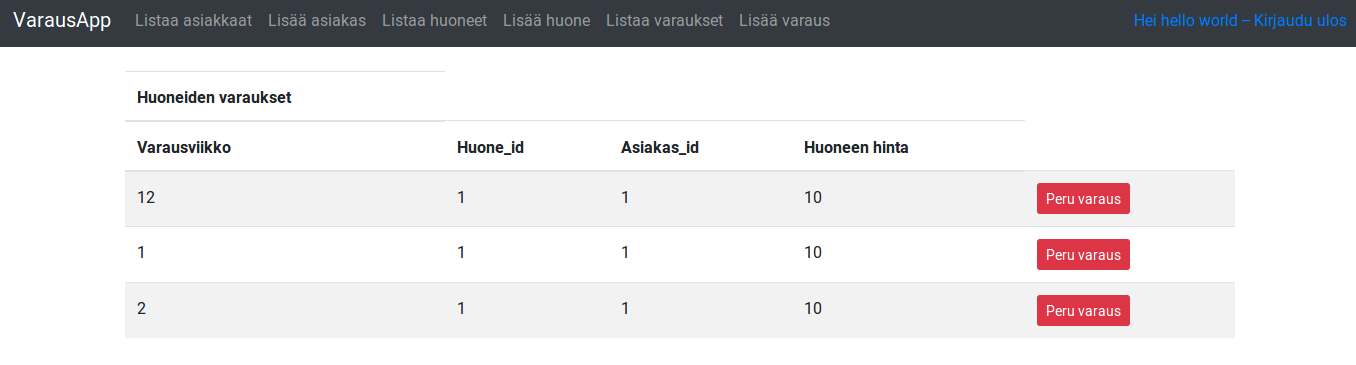 VarausApp Listaa asiakkaat Lisää asiakas Listaa huoneet Lisää huone Listaa varaukset Lisää varaus Hei hello world – Kirjaudu ulos
Huoneiden varaukset
Varausviikko Huone_id Asiakas_id Huoneen hinta
12 1 1 10 Peru varaus
1 1 1 10 Peru varaus
2 1 1 10 Peru varaus